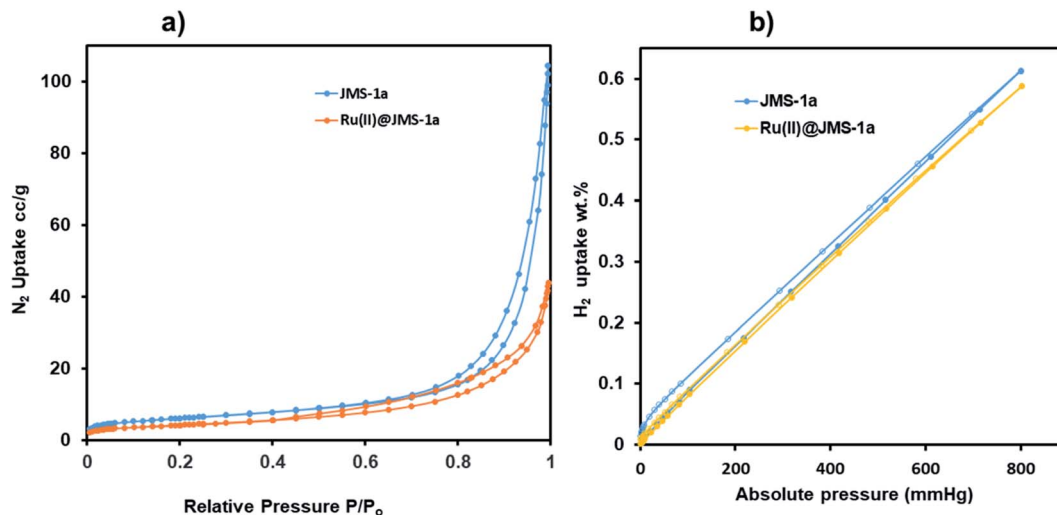 a)
N₂ Uptake cc/g
100
80
60
40
20
0
JMS-1a
Ru(II)@JMS-1a
0
0.2
0.4
0.6
0.8
1
Relative Pressure P/Pₒ
b)
H₂ uptake wt.%
0.6
0.5
0.4
0.3
0.2
0.1
0
JMS-1a
Ru(II)@JMS-1a
0
200
400
600
800
Absolute pressure (mmHg)